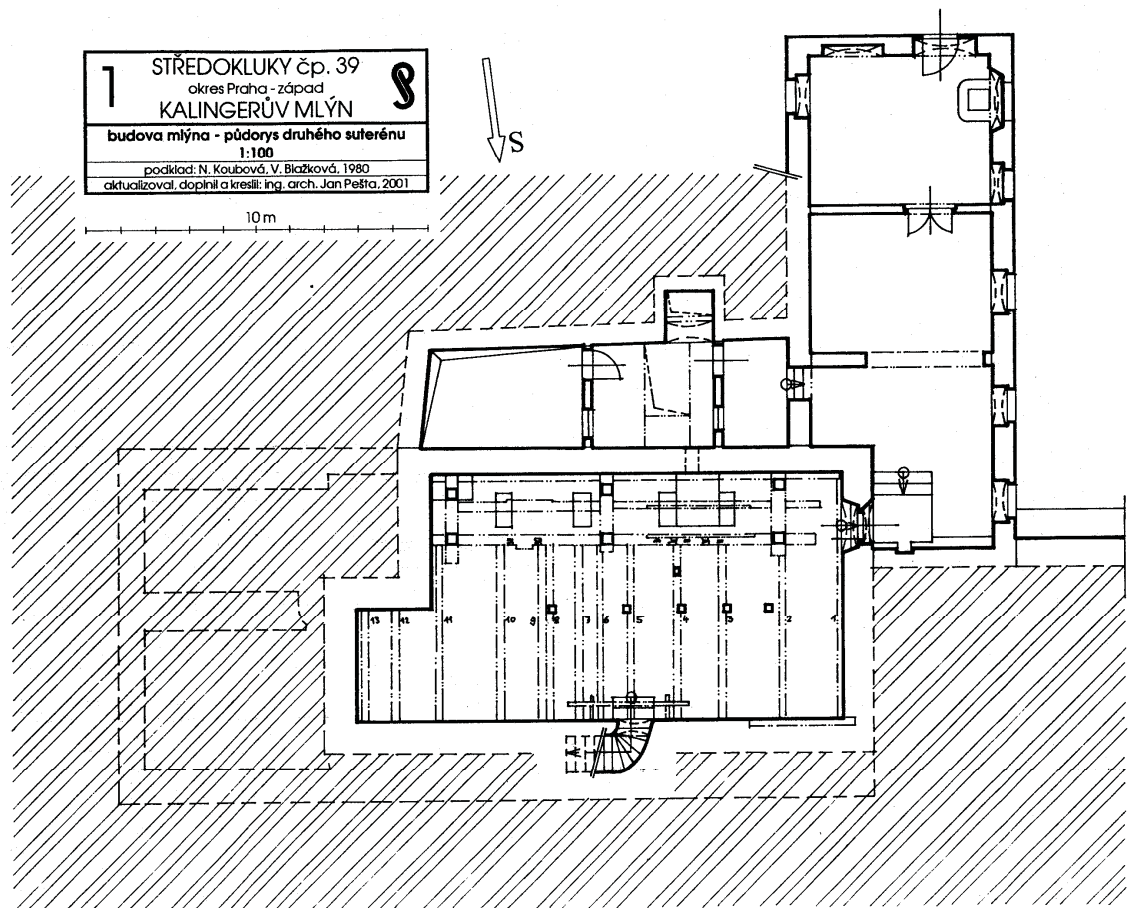 1
STŘEDOKLUKY čp. 39
okres Praha - západ
KALINGERŮV MLÝN
budova mlýna - půdorys druhého suterénu
1:100
podklad: N. Koubová, V. Blažková, 1980
aktualizoval, doplnil a kreslil: ing. arch. Jan Pešta, 2001
S
10 m
13 12 11 10 9 8 7 6 5 4 3 2 1